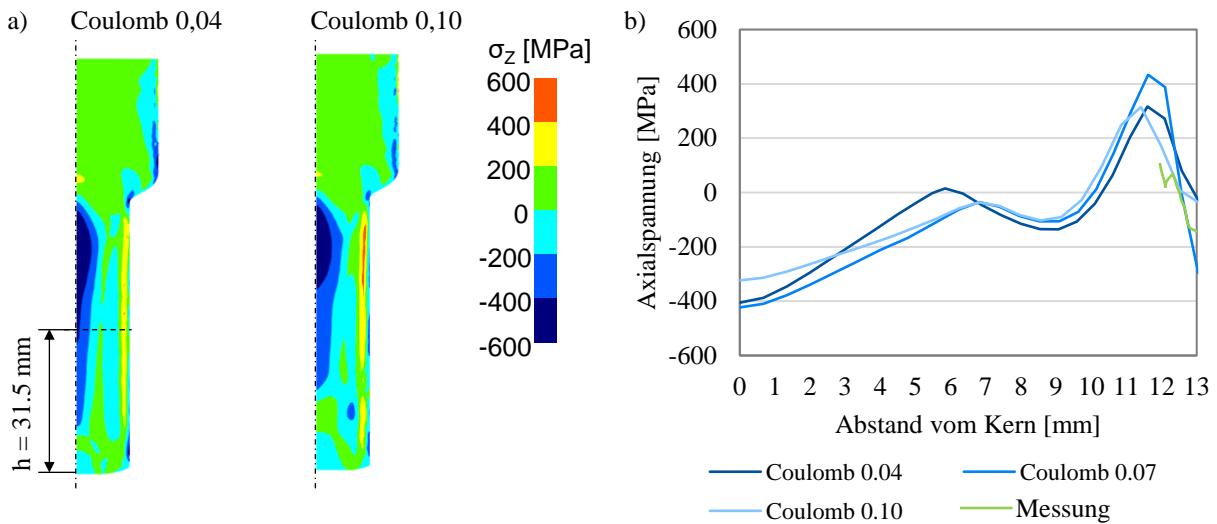 a)
Coulomb 0,04
Coulomb 0,10
σZ [MPa]
600
400
200
0
-200
-400
-600
h = 31.5 mm
b)
Axialspannung [MPa]
600
400
200
0
-200
-400
-600
0 1 2 3 4 5 6 7 8 9 10 11 12 13
Abstand vom Kern [mm]
Coulomb 0.04
Coulomb 0.07
Coulomb 0.10
Messung